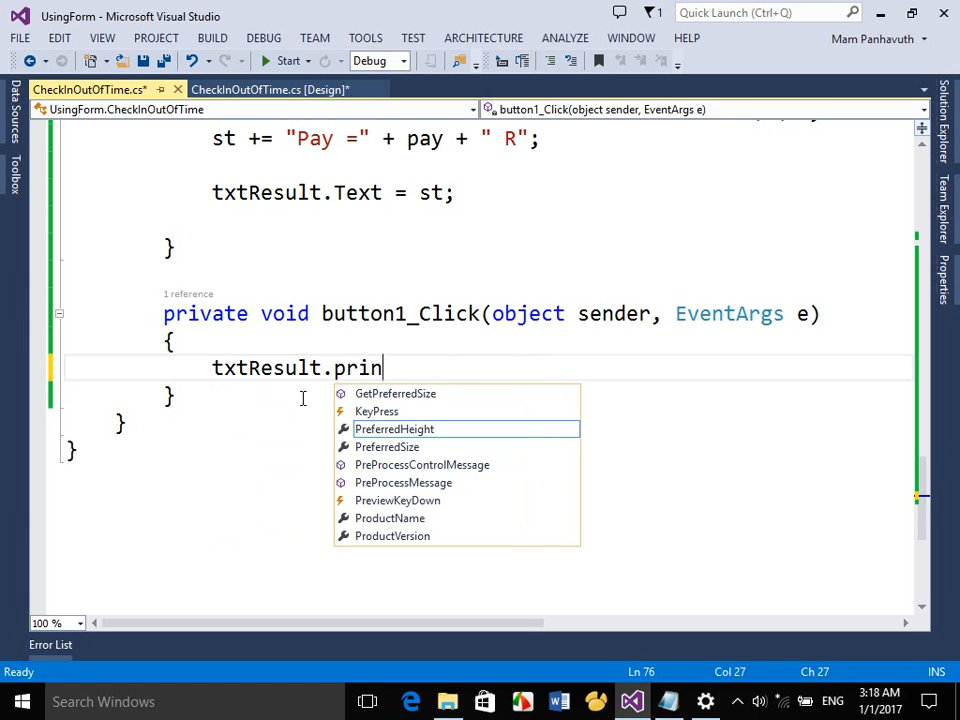 UsingForm - Microsoft Visual Studio
1
Quick Launch (Ctrl+Q)
FILE EDIT VIEW PROJECT BUILD DEBUG TEAM TOOLS TEST ARCHITECTURE ANALYZE WINDOW HELP
Mam Panhavuth
Start Debug
CheckInOutOfTime.cs* CheckInOutOfTime.cs [Design]*
UsingForm.CheckInOutOfTime
button1_Click(object sender, EventArgs e)
Data Sources
Toolbox
Solution Explorer
Team Explorer
Properties
st += "Pay =" + pay + " R";
txtResult.Text = st;
}
1 reference
private void button1_Click(object sender, EventArgs e)
{
txtResult.prin
}
}
}
GetPreferredSize
KeyPress
PreferredHeight
PreferredSize
PreProcessControlMessage
PreProcessMessage
PreviewKeyDown
ProductName
ProductVersion
100 %
Error List
Ready
Ln 76 Col 27 Ch 27 INS
Search Windows
ENG
3:18 AM
1/1/2017